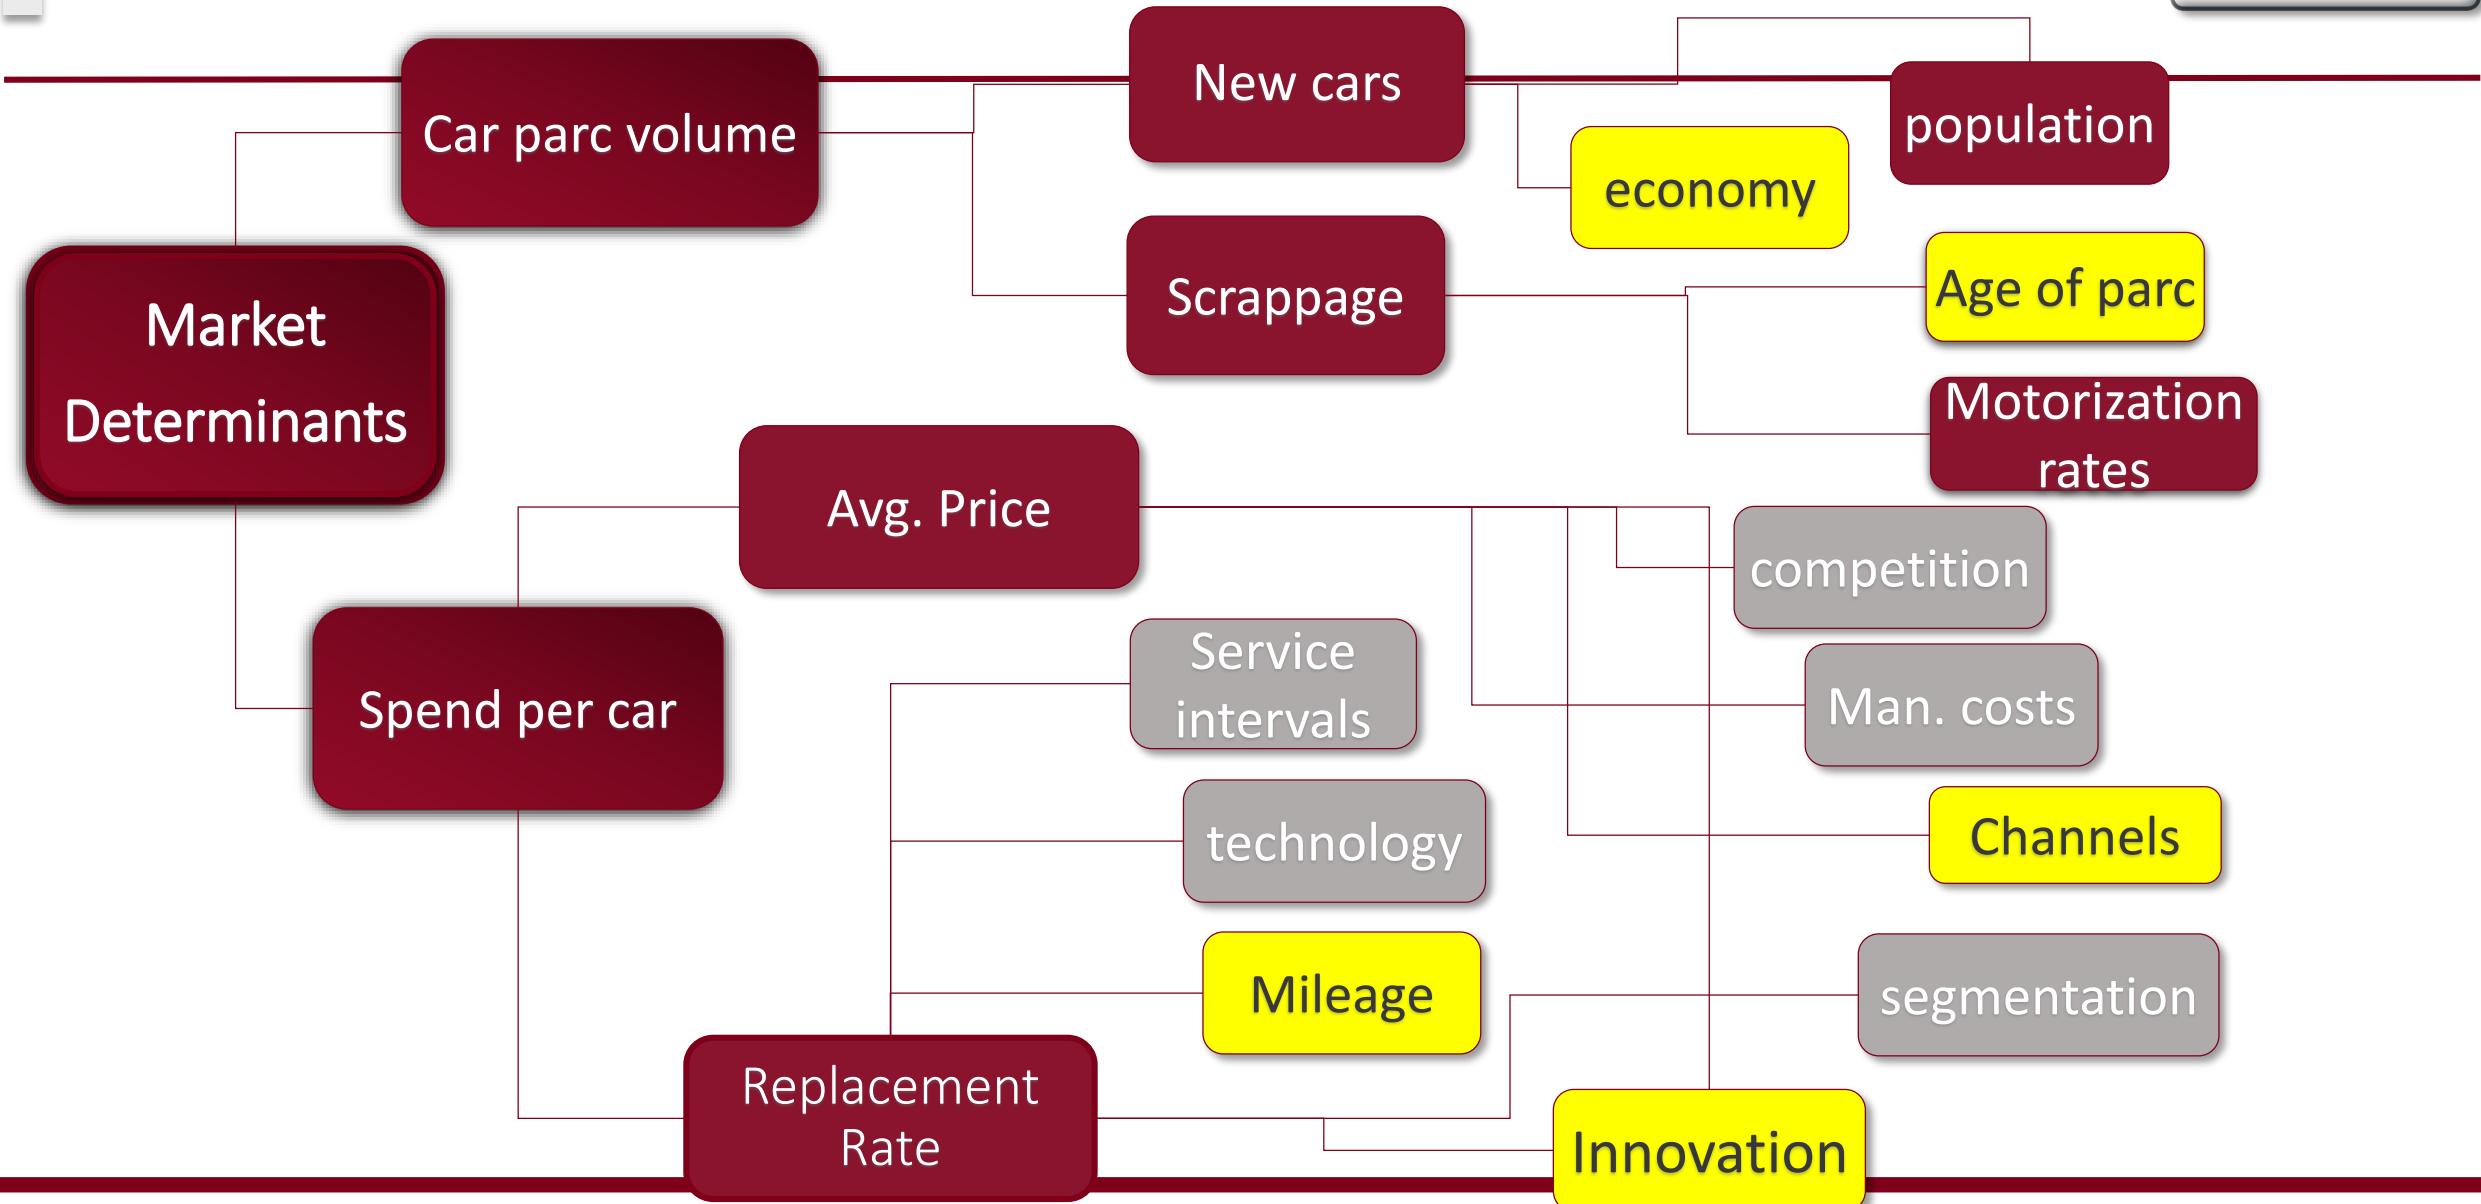 New cars
Car parc volume
population
economy
Scrappage
Age of parc
Market
Determinants
Motorization
rates
Avg. Price
competition
Service
intervals
Spend per car
Man. costs
technology
Channels
Mileage
segmentation
Replacement
Rate
Innovation